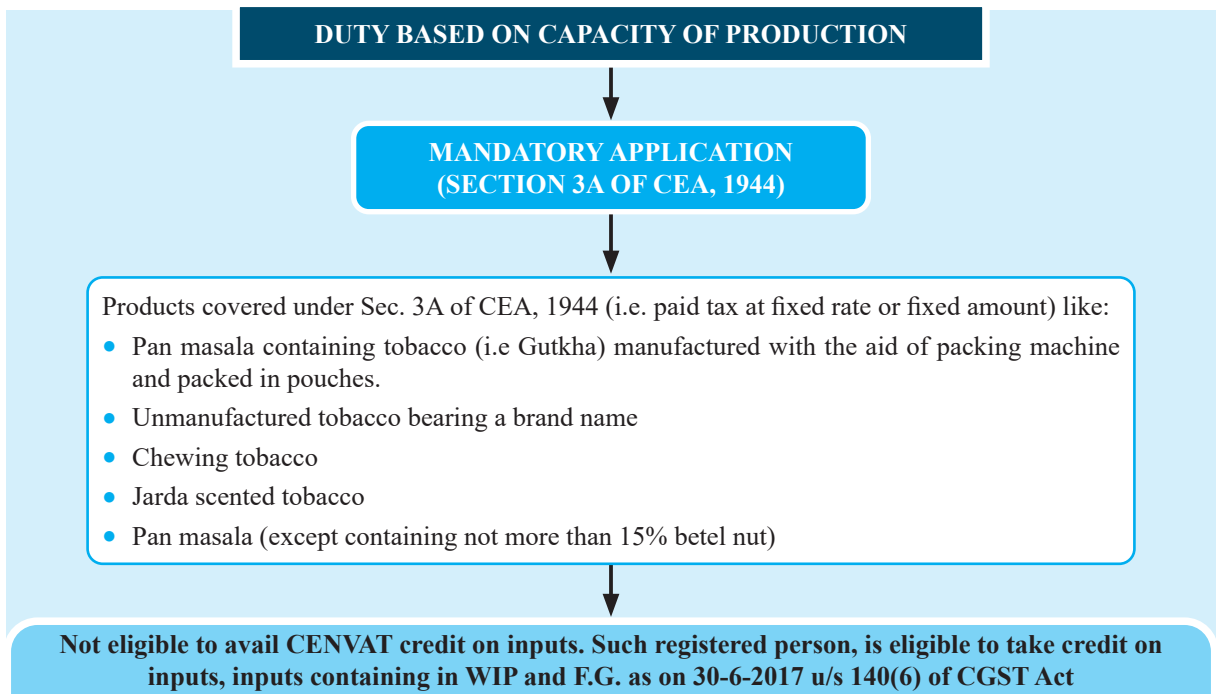 DUTY BASED ON CAPACITY OF PRODUCTION
MANDATORY APPLICATION
(SECTION 3A OF CEA, 1944)
Products covered under Sec. 3A of CEA, 1944 (i.e. paid tax at fixed rate or fixed amount) like:
• Pan masala containing tobacco (i.e Gutkha) manufactured with the aid of packing machine
and packed in pouches.
• Unmanufactured tobacco bearing a brand name
• Chewing tobacco
• Jarda scented tobacco
• Pan masala (except containing not more than 15% betel nut)
Not eligible to avail CENVAT credit on inputs. Such registered person, is eligible to take credit on
inputs, inputs containing in WIP and F.G. as on 30-6-2017 u/s 140(6) of CGST Act